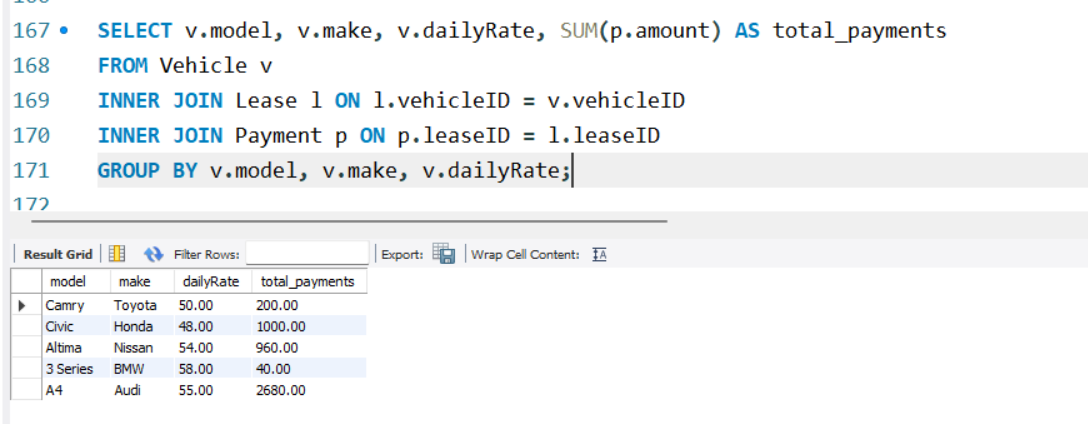 167 SELECT v.model, v.make, v.dailyRate, SUM(p.amount) AS total_payments
168 FROM Vehicle v
169 INNER JOIN Lease l ON l.vehicleID = v.vehicleID
170 INNER JOIN Payment p ON p.leaseID = l.leaseID
171 GROUP BY v.model, v.make, v.dailyRate;
172
Result Grid Filter Rows: Export: Wrap Cell Content: IA
model make dailyRate total_payments
Camry Toyota 50.00 200.00
Civic Honda 48.00 1000.00
Altima Nissan 54.00 960.00
3 Series BMW 58.00 40.00
A4 Audi 55.00 2680.00